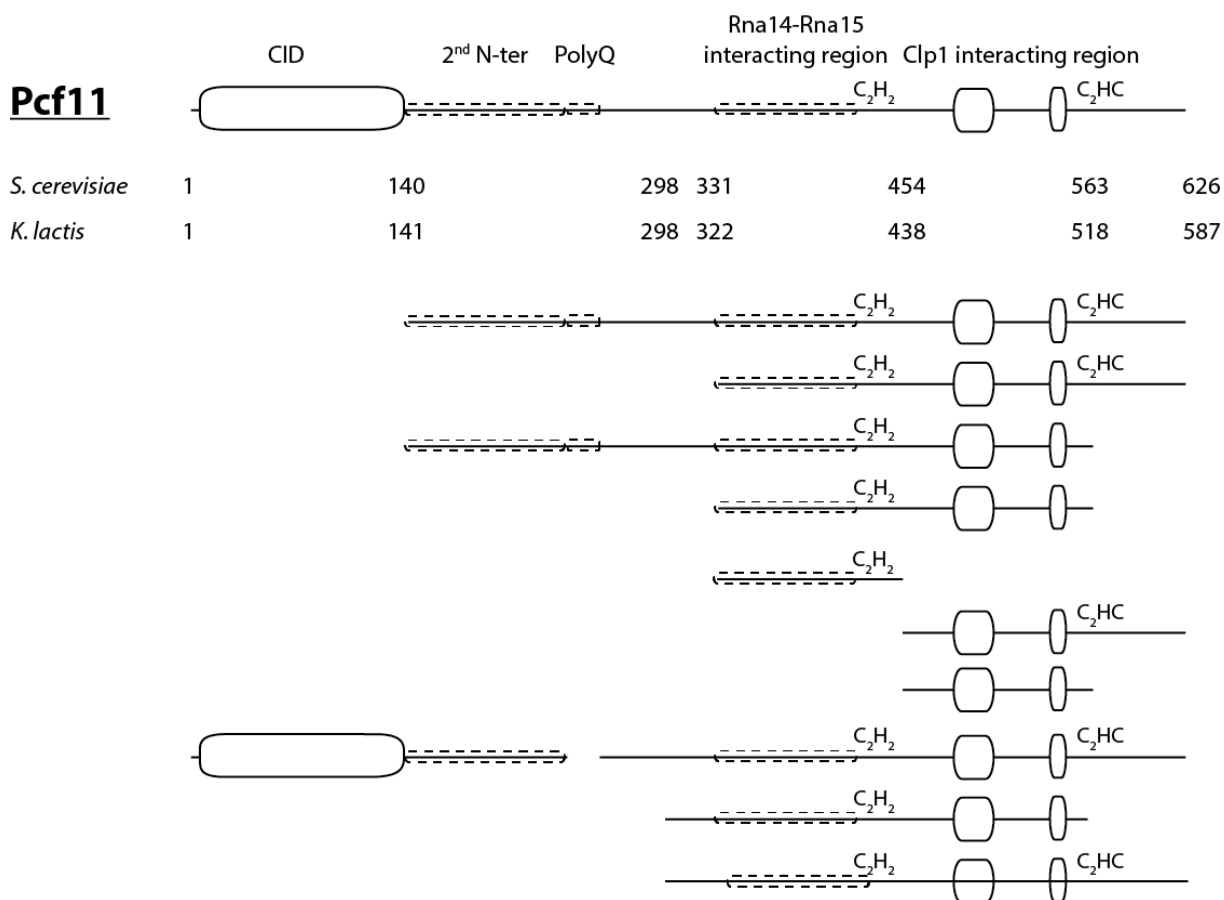 Rna14-Rna15
CID 2nd N-ter PolyQ interacting region Clp1 interacting region
C2H2 C2HC
Pcf11
S. cerevisiae 1 140 298 331 454 563 626
K. lactis 1 141 298 322 438 518 587
C2H2 C2HC
C2H2 C2HC
C2H2
C2H2
C2H2
C2HC
C2H2 C2HC
C2H2
C2H2 C2HC